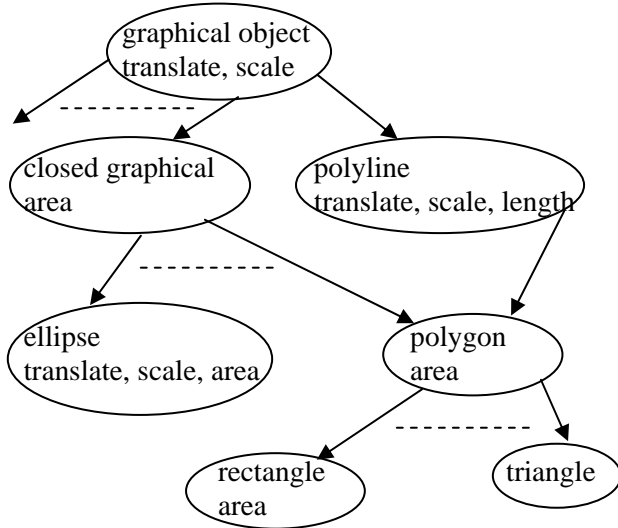 graphical object
translate, scale
closed graphical
area
polyline
translate, scale, length
ellipse
translate, scale, area
polygon
area
rectangle
area
triangle